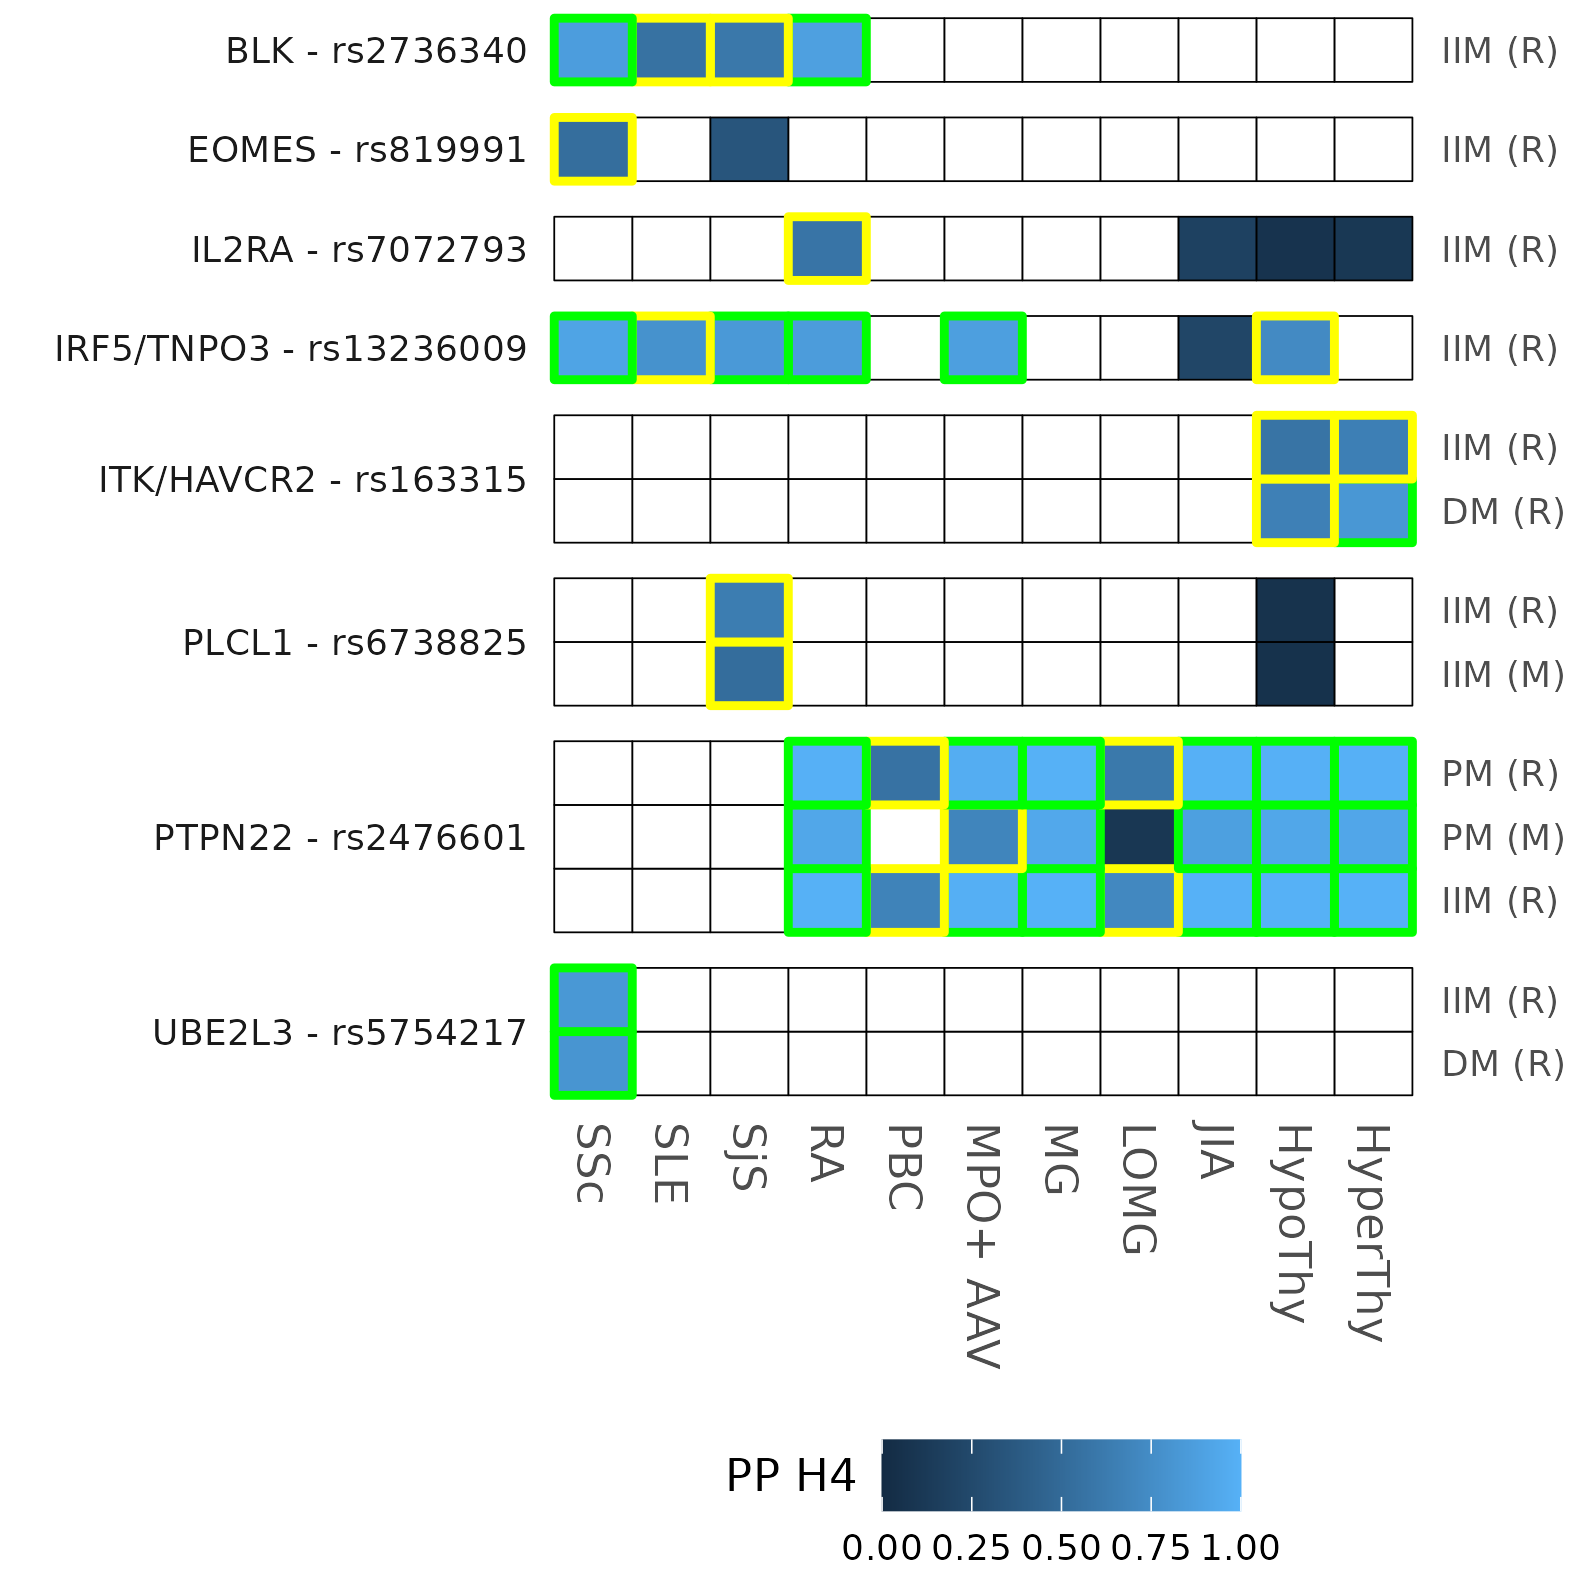 BLK - rs2736340 IIM (R)
EOMES - rs819991 IIM (R)
IL2RA - rs7072793 IIM (R)
IRF5/TNPO3 - rs13236009 IIM (R)
IIM (R)
ITK/HAVCR2 - rs163315
DM (R)
IIM (R)
PLCL1 - rs6738825
IIM (M)
PM (R)
PTPN22 - rs2476601 PM (M)
IIM (R)
IIM (R)
UBE2L3 - rs5754217
DM (R)
SSc
SLE
SjS
RA
PBC
MPO+ AAV
MG
LOMG
JIA
HypoThy
HyperThy
PP H4
0.00 0.25 0.50 0.75 1.00